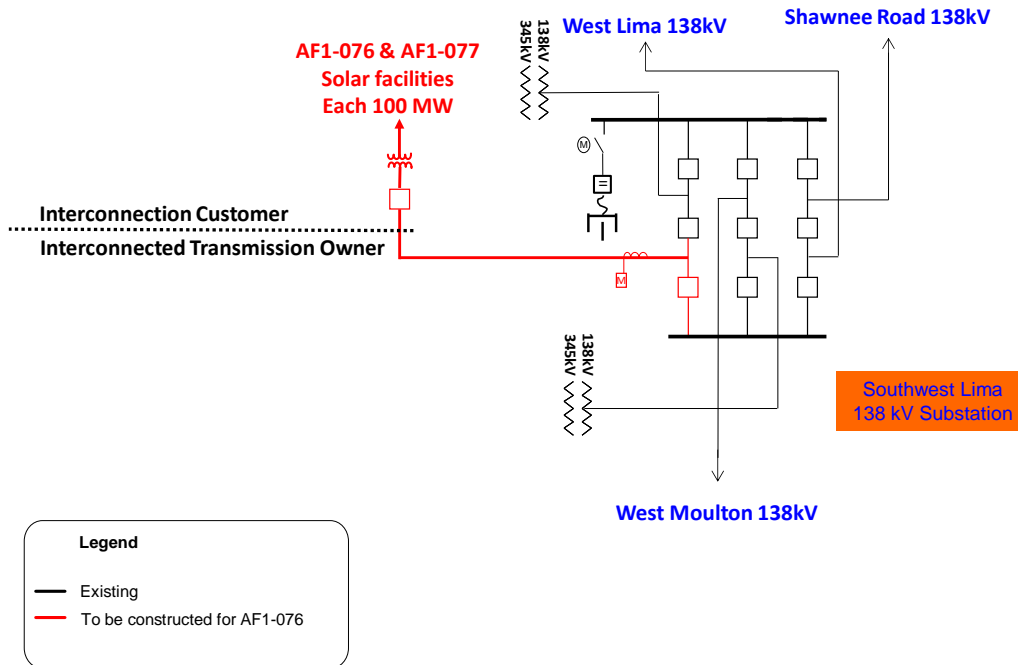 Shawnee Road 138kV
West Lima 138kV
138kV
345kV
AF1-076 & AF1-077
Solar facilities
Each 100 MW
M
Interconnection Customer
Interconnected Transmission Owner
M
138kV
345kV
Southwest Lima
138 kV Substation
West Moulton 138kV
Legend
Existing
To be constructed for AF1-076